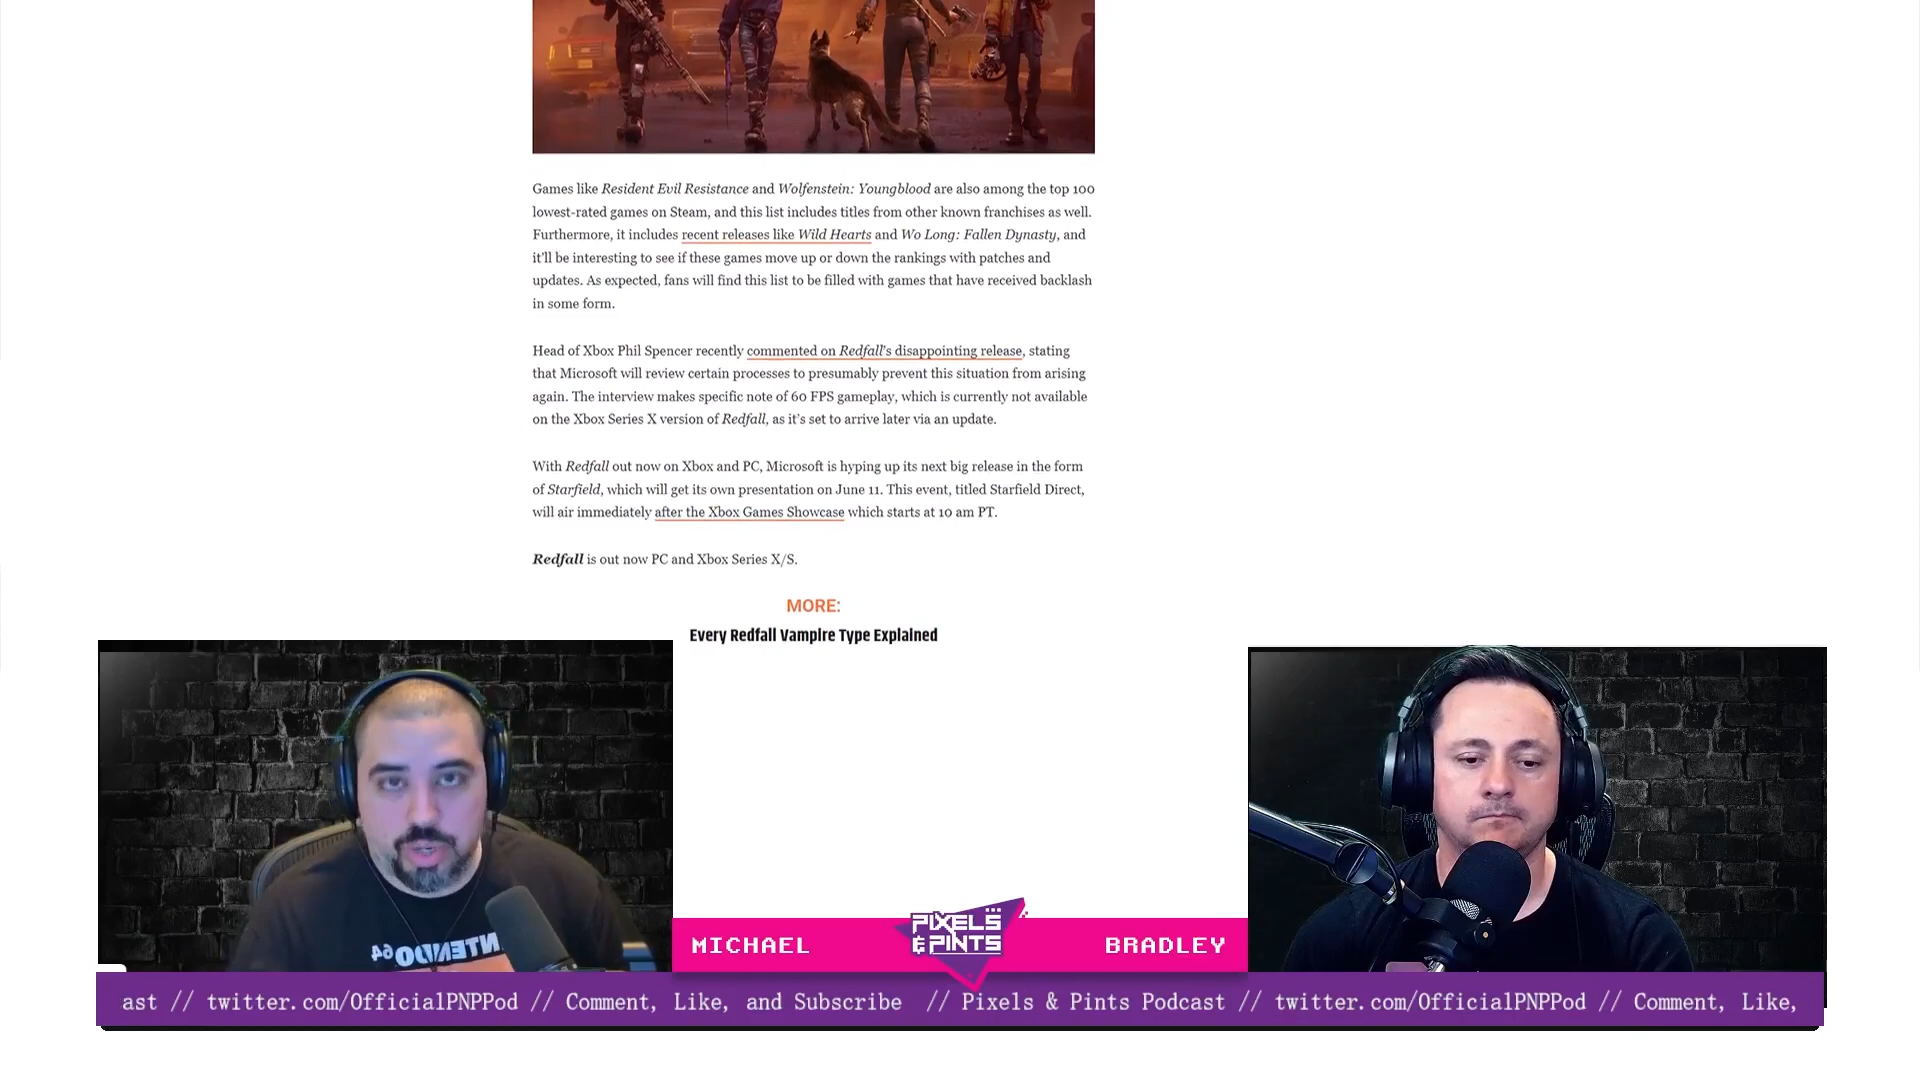 Games like Resident Evil Resistance and Wolfenstein: Youngblood are also among the top 100
lowest-rated games on Steam, and this list includes titles from other known franchises as well.
Furthermore, it includes recent releases like Wild Hearts and Wo Long: Fallen Dynasty, and
it'll be interesting to see if these games move up or down the rankings with patches and
updates. As expected, fans will find this list to be filled with games that have received backlash
in some form.
Head of Xbox Phil Spencer recently commented on Redfall's disappointing release, stating
that Microsoft will review certain processes to presumably prevent this situation from arising
again. The interview makes specific note of 60 FPS gameplay, which is currently not available
on the Xbox Series X version of Redfall, as it's set to arrive later via an update.
With Redfall out now on Xbox and PC, Microsoft is hyping up its next big release in the form
of Starfield, which will get its own presentation on June 11. This event, titled Starfield Direct,
will air immediately after the Xbox Games Showcase which starts at 10 am PT.
Redfall is out now PC and Xbox Series X/S.
MORE:
Every Redfall Vampire Type Explained
NTENDO 64
MICHAEL
PIXELS
& PINTS
BRADLEY
ast // twitter.com/OfficialPNPPod // Comment, Like, and Subscribe // Pixels & Pints Podcast // twitter.com/OfficialPNPPod // Comment, Like,